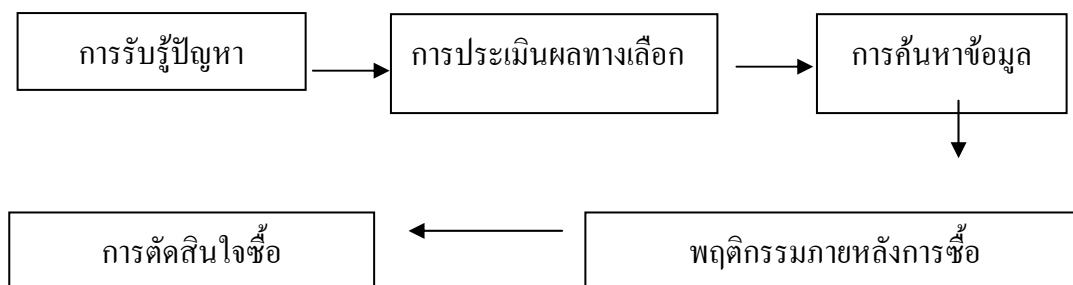 การรับรู้ปัญหา
การประเมินผลทางเลือก
การค้นหาข้อมูล
การตัดสินใจซื้อ
พฤติกรรมภายหลังการซื้อ